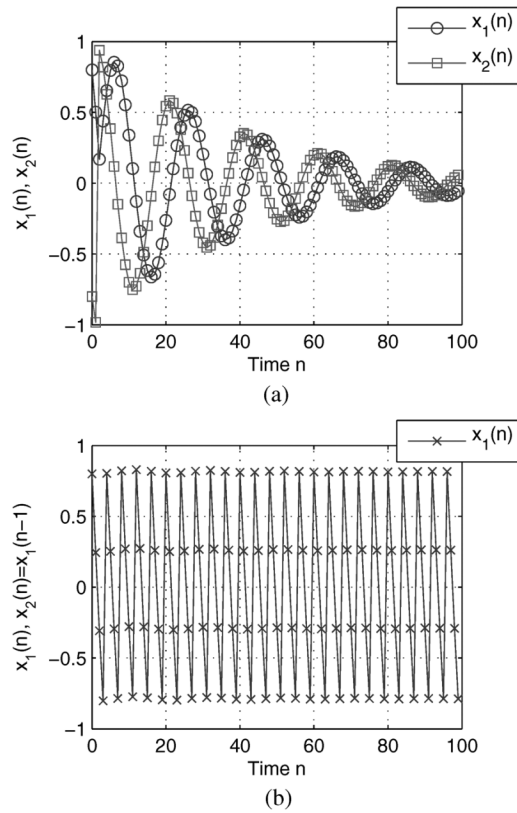 x₁(n)
x₂(n)
1
0.5
0
−0.5
−1
x₁(n), x₂(n)
0 20 40 60 80 100
Time n
(a)
x₁(n)
1
0.5
0
−0.5
−1
x₁(n), x₂(n)=x₁(n-1)
0 20 40 60 80 100
Time n
(b)